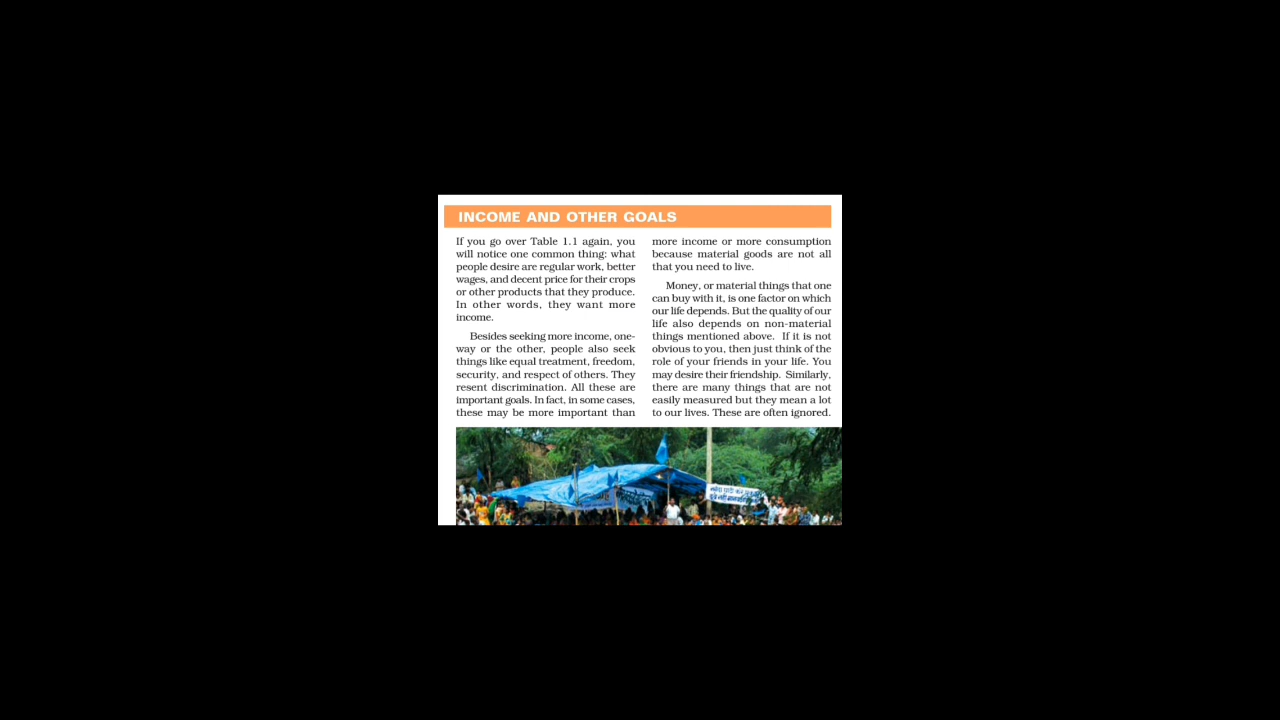 INCOME AND OTHER GOALS
If you go over Table 1.1 again, you
will notice one common thing: what
people desire are regular work, better
wages, and decent price for their crops
or other products that they produce.
In other words, they want more
income.
Besides seeking more income, one-
way or the other, people also seek
things like equal treatment, freedom,
security, and respect of others. They
resent discrimination. All these are
important goals. In fact, in some cases,
these may be more important than
more income or more consumption
because material goods are not all
that you need to live.
Money, or material things that one
can buy with it, is one factor on which
our life depends. But the quality of our
life also depends on non-material
things mentioned above.  If it is not
obvious to you, then just think of the
role of your friends in your life. You
may desire their friendship.  Similarly,
there are many things that are not
easily measured but they mean a lot
to our lives. These are often ignored.